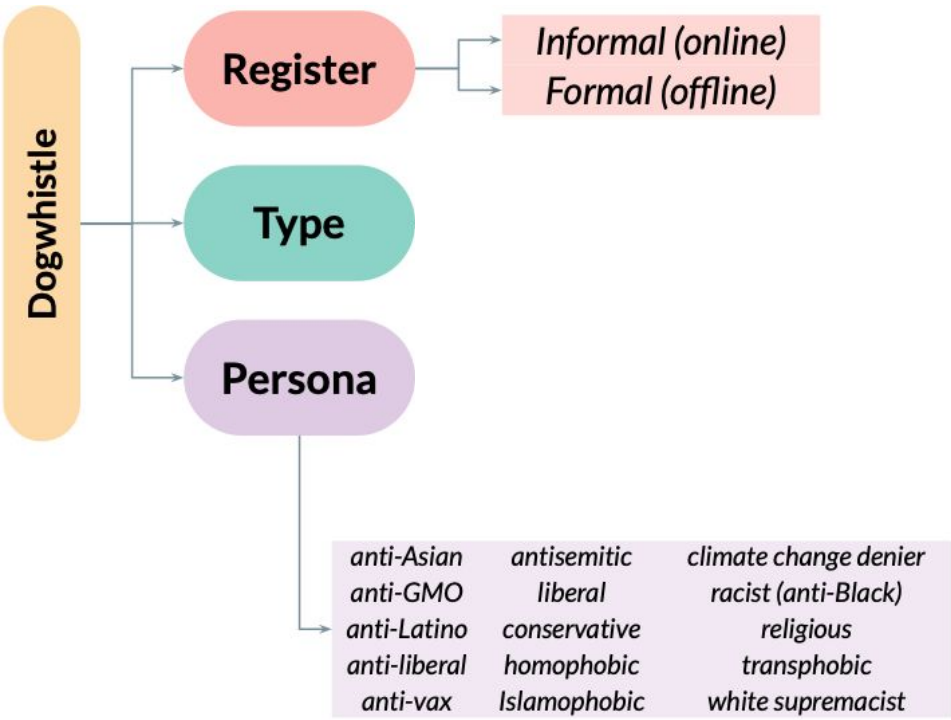 Dogwhistle
Register
Informal (online)
Formal (offline)
Type
Persona
anti-Asian antisemitic climate change denier
anti-GMO liberal racist (anti-Black)
anti-Latino conservative religious
anti-liberal homophobic transphobic
anti-vax Islamophobic white supremacist